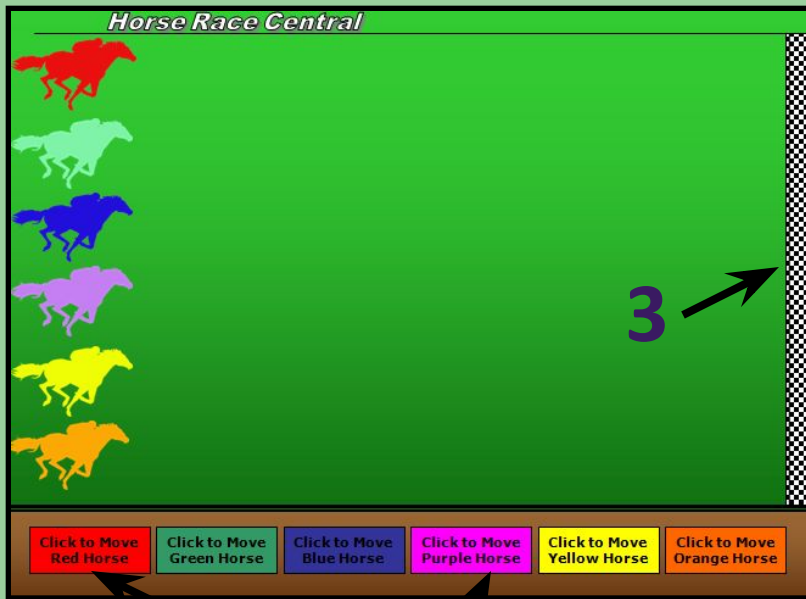 Horse Race Central
3
Click to Move
Red Horse
Click to Move
Green Horse
Click to Move
Blue Horse
Click to Move
Purple Horse
Click to Move
Yellow Horse
Click to Move
Orange Horse